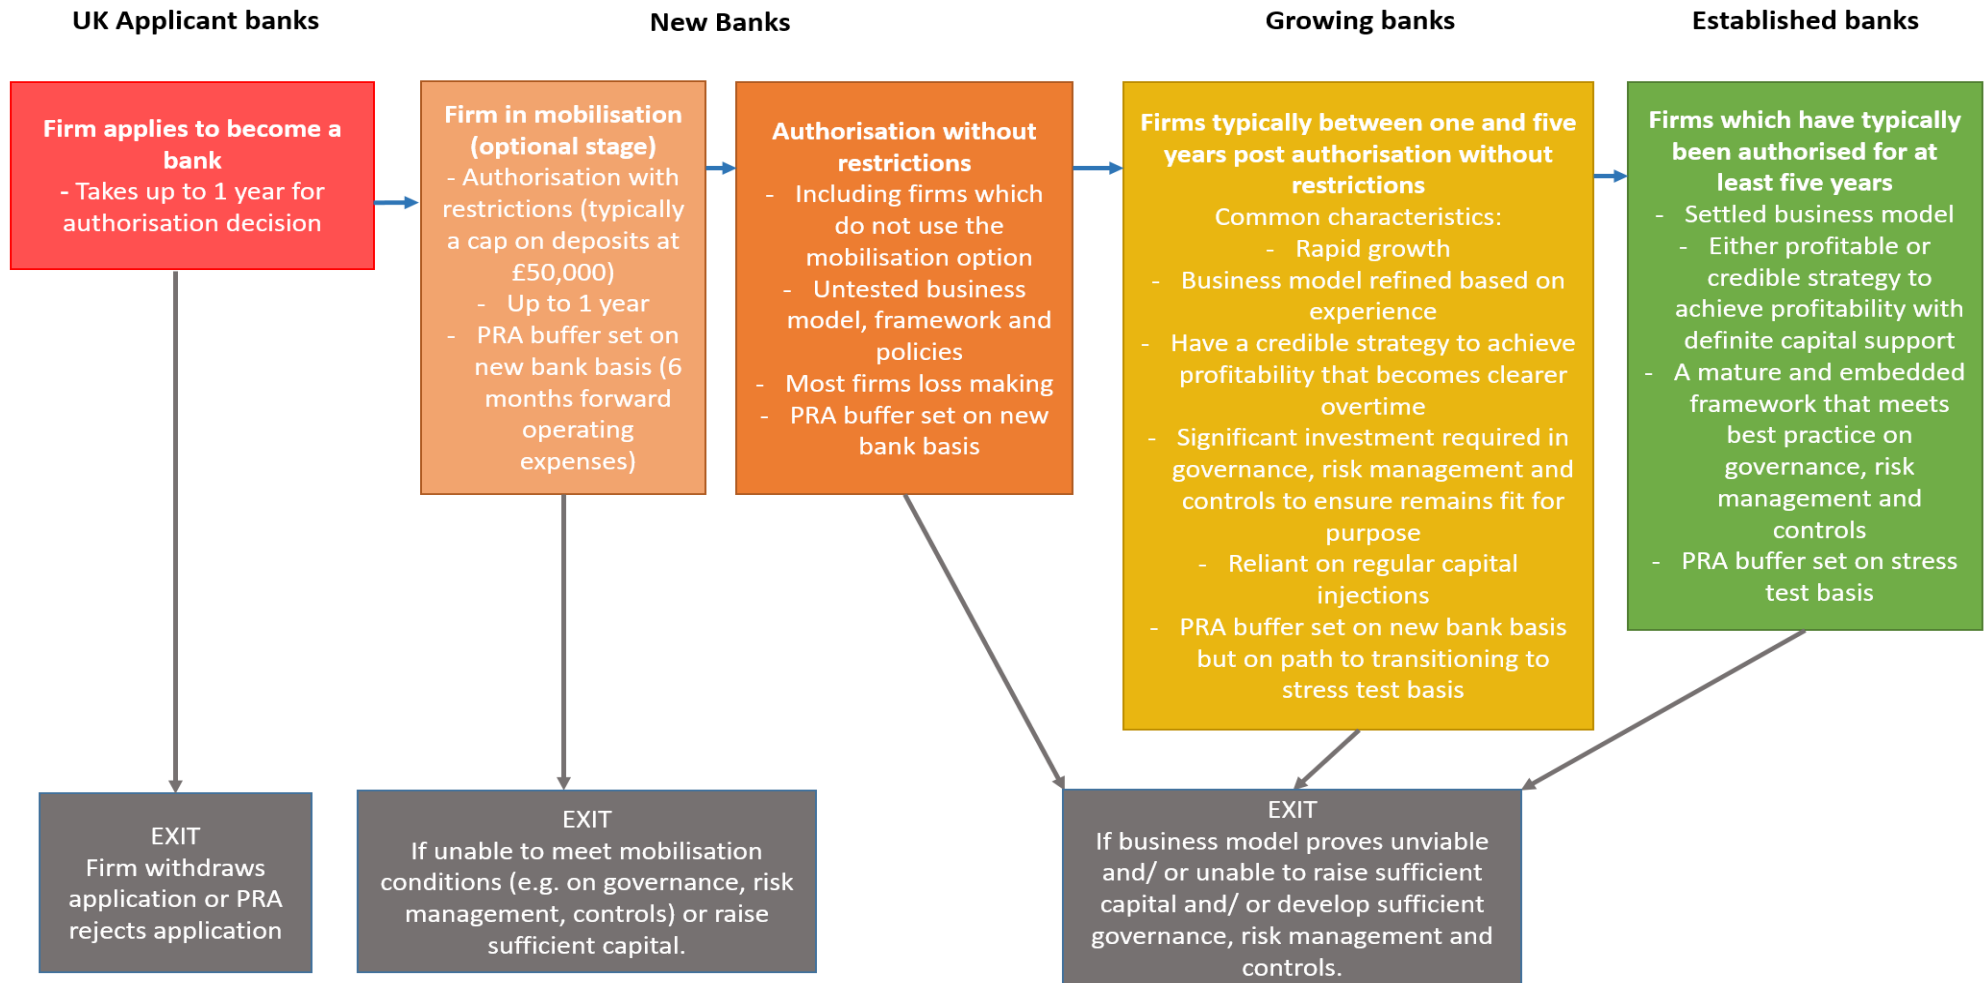 UK Applicant banks
New Banks
Growing banks
Established banks
Firm applies to become a
bank
- Takes up to 1 year for
authorisation decision
Firm in mobilisation
(optional stage)
- Authorisation with
restrictions (typically
a cap on deposits at
£50,000)
- Up to 1 year
- PRA buffer set on
new bank basis (6
months forward
operating
expenses)
Authorisation without
restrictions
- Including firms which
do not use the
mobilisation option
- Untested business
model, framework and
policies
- Most firms loss making
- PRA buffer set on new
bank basis
Firms typically between one and five
years post authorisation without
restrictions
Common characteristics:
- Rapid growth
- Business model refined based on
experience
- Have a credible strategy to achieve
profitability that becomes clearer
overtime
- Significant investment required in
governance, risk management and
controls to ensure remains fit for
purpose
- Reliant on regular capital
injections
- PRA buffer set on new bank basis
but on path to transitioning to
stress test basis
Firms which have typically
been authorised for at
least five years
- Settled business model
- Either profitable or
credible strategy to
achieve profitability with
definite capital support
- A mature and embedded
framework that meets
best practice on
governance, risk
management and
controls
- PRA buffer set on stress
test basis
EXIT
Firm withdraws
application or PRA
rejects application
EXIT
If unable to meet mobilisation
conditions (e.g. on governance, risk
management, controls) or raise
sufficient capital.
EXIT
If business model proves unviable
and/ or unable to raise sufficient
capital and/ or develop sufficient
governance, risk management and
controls.